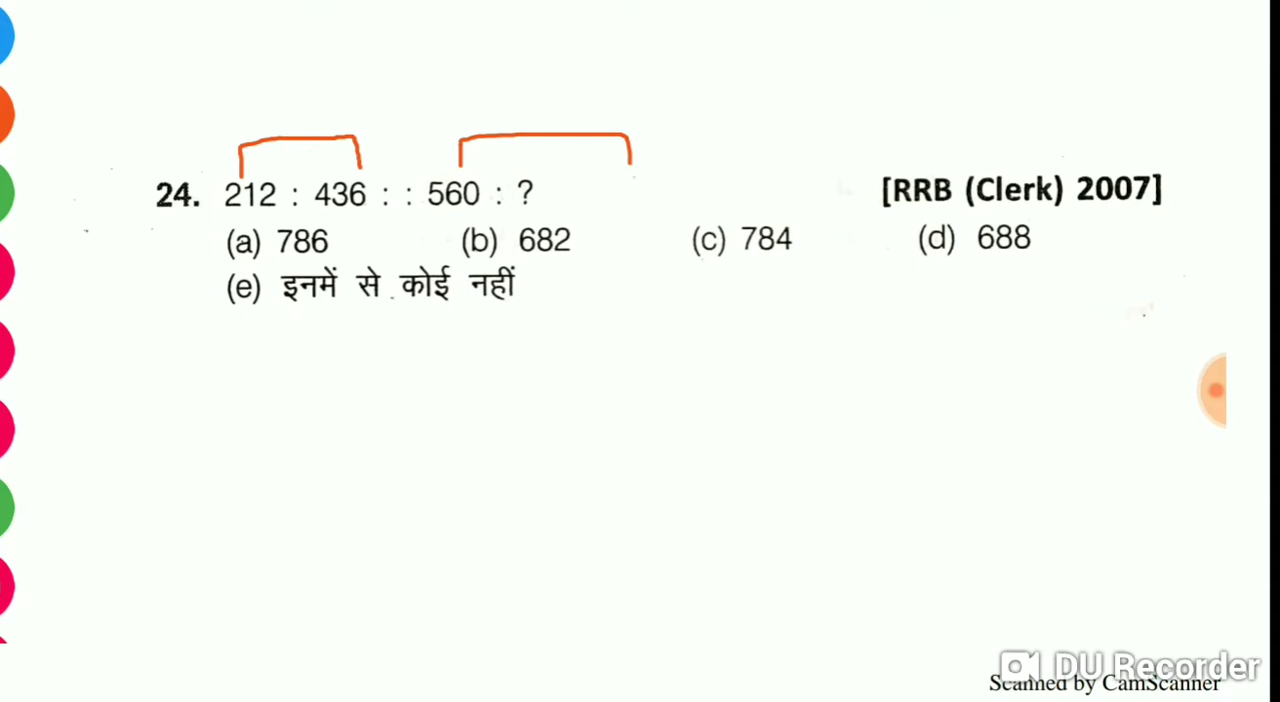 24. 212 : 436 : : 560 : ? [RRB (Clerk) 2007]
(a) 786 (b) 682 (c) 784 (d) 688
(e) इनमें से कोई नहीं
DU Recorder
Scanned by CamScanner